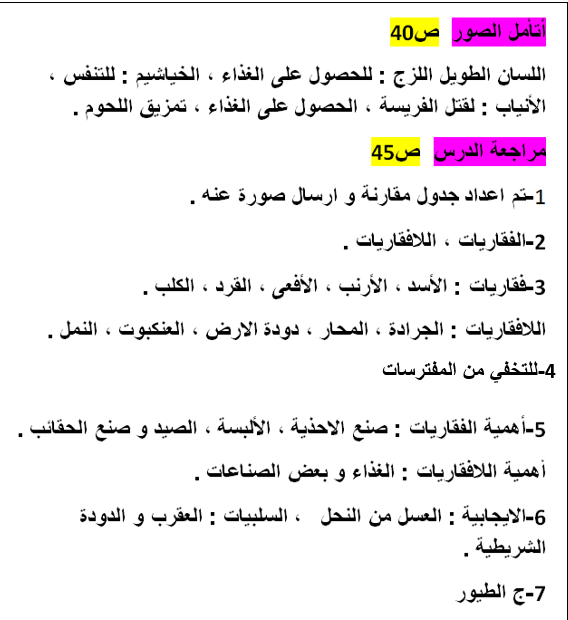 أتأمل الصور ص40
اللسان الطويل اللزج : للحصول على الغذاء ، الخياشيم : للتنفس ،
الأنياب : لقتل الفريسة ، الحصول على الغذاء ، تمزيق اللحوم .
مراجعة الدرس ص45
1-تم اعداد جدول مقارنة و ارسال صورة عنه .
2-الفقاريات ، اللافقاريات .
3-فقاريات : الأسد ، الأرنب ، الأفعى ، القرد ، الكلب .
اللافقاريات : الجرادة ، المحار ، دودة الارض ، العنكبوت ، النمل .
4-للتخفي من المفترسات
5-أهمية الفقاريات : صنع الاحذية ، الألبسة ، الصيد و صنع الحقائب .
أهمية اللافقاريات : الغذاء و بعض الصناعات .
6-الايجابية : العسل من النحل ، السلبيات : العقرب و الدودة
الشريطية .
7-ج الطيور